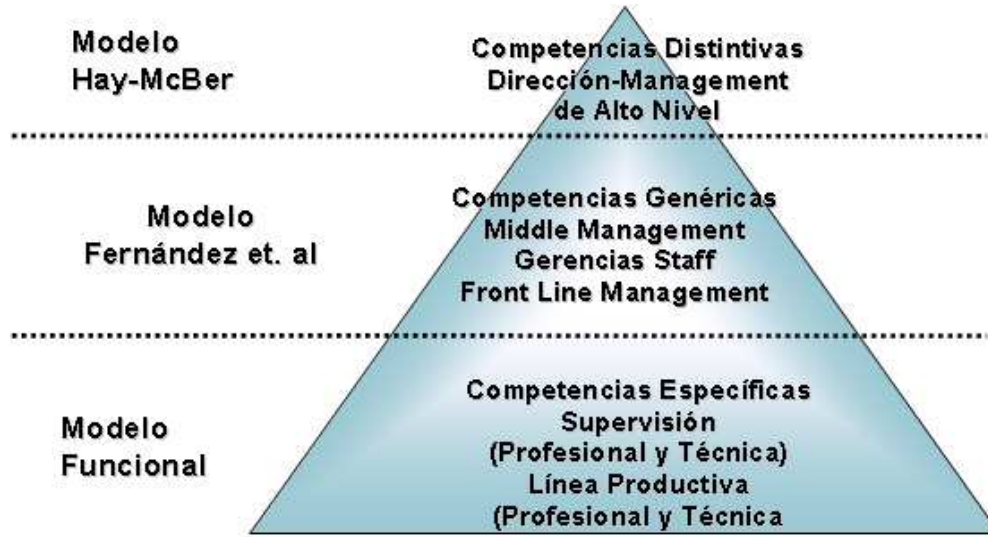 Modelo
Hay-McBer
Competencias Distintivas
Dirección-Management
de Alto Nivel
Modelo
Fernández et. al
Competencias Genéricas
Middle Management
Gerencias Staff
Front Line Management
Modelo
Funcional
Competencias Específicas
Supervisión
(Profesional y Técnica)
Línea Productiva
(Profesional y Técnica